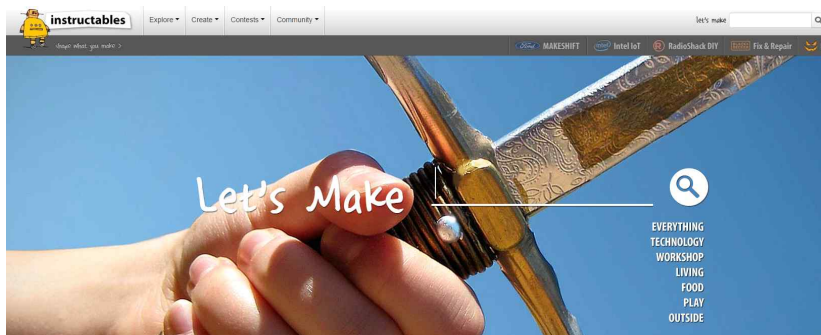 instructables
Explore Create Contests Community
let's make
share what you make >
Ford MAKESHIFT intel Intel IoT R RadioShack DIY Fix & Repair
Let's Make
EVERYTHING
TECHNOLOGY
WORKSHOP
LIVING
FOOD
PLAY
OUTSIDE